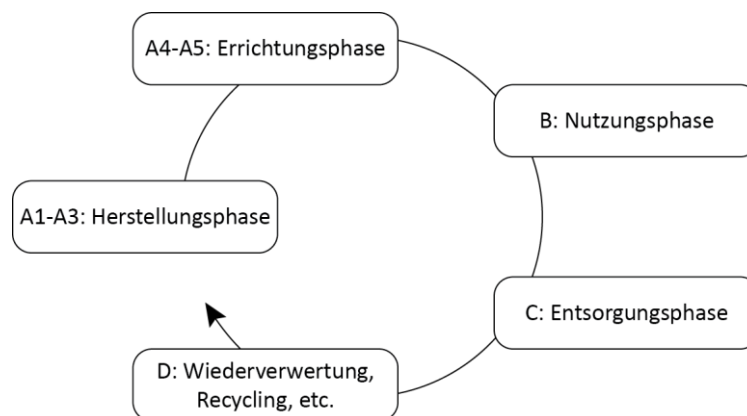 A4-A5: Errichtungsphase
B: Nutzungsphase
A1-A3: Herstellungsphase
C: Entsorgungsphase
D: Wiederverwertung,
Recycling, etc.